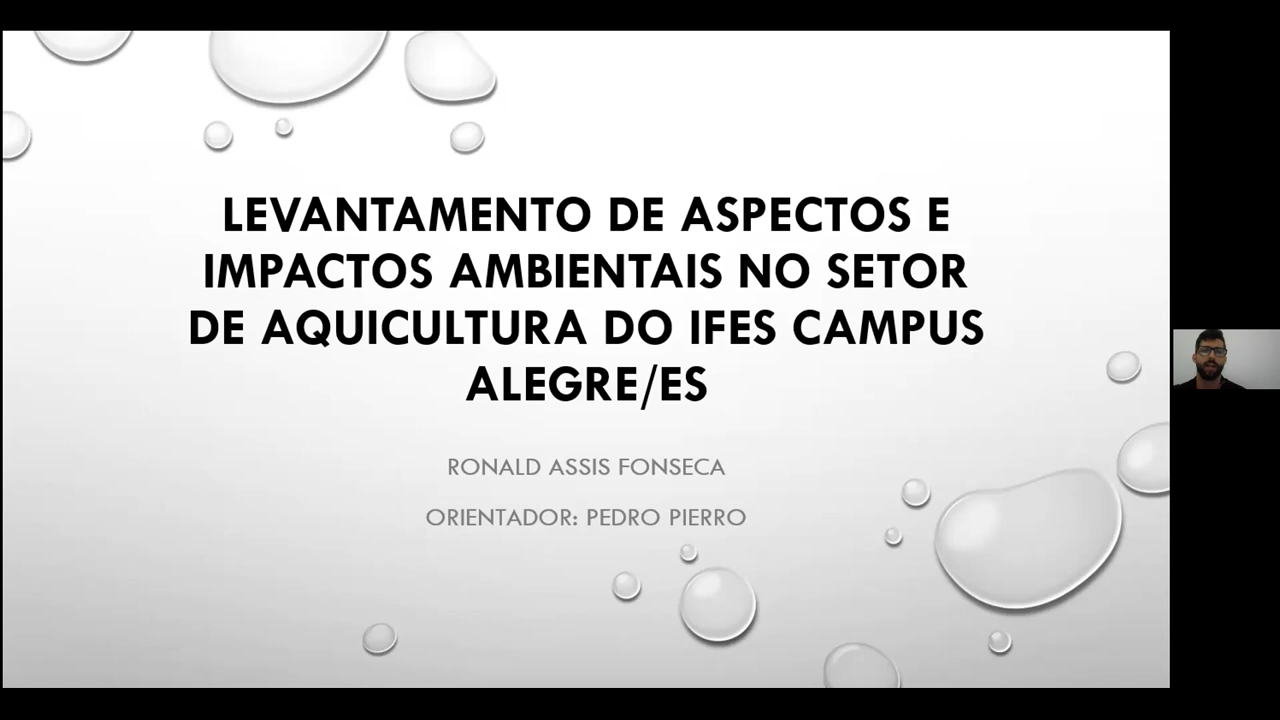 LEVANTAMENTO DE ASPECTOS E
IMPACTOS AMBIENTAIS NO SETOR
DE AQUICULTURA DO IFES CAMPUS
ALEGRE/ES
RONALD ASSIS FONSECA
ORIENTADOR: PEDRO PIERRO